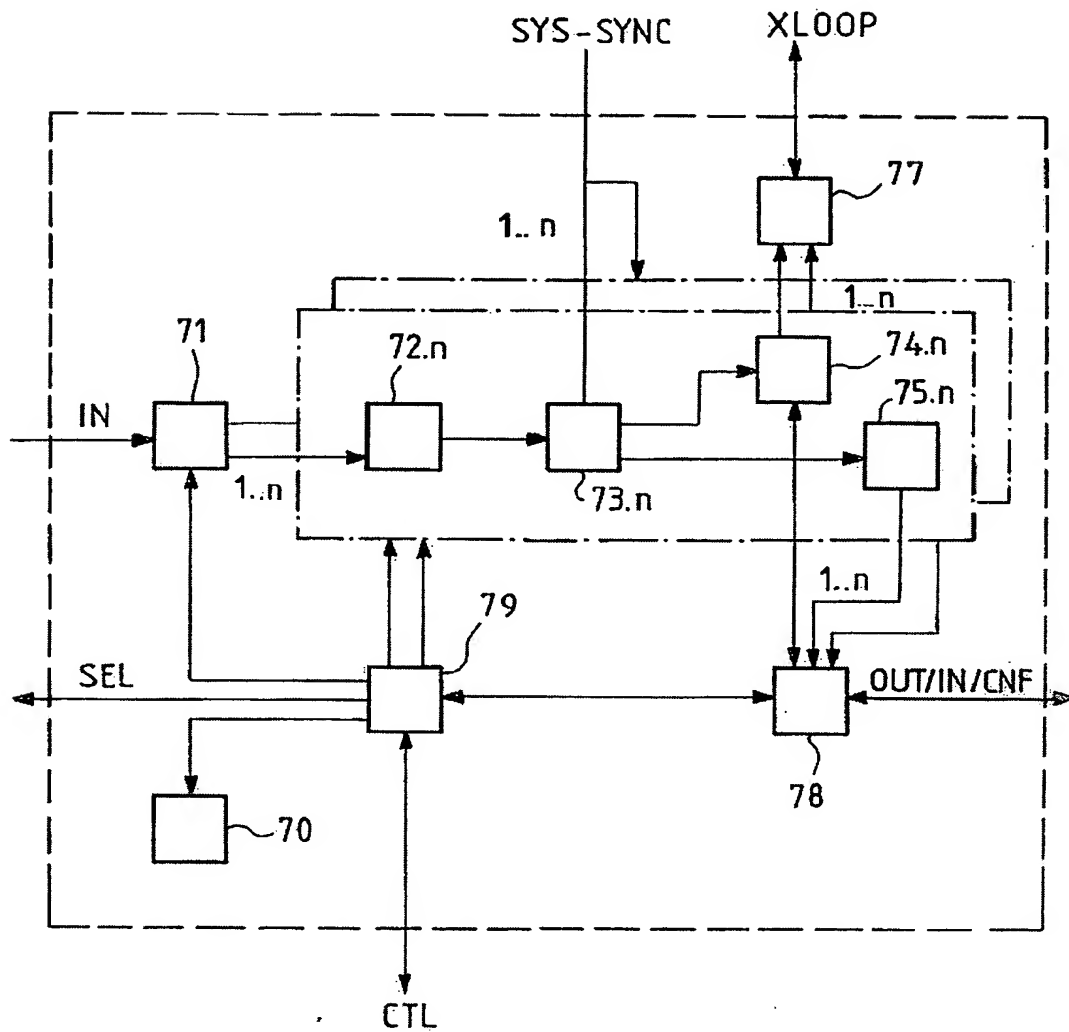 SYS-SYNC
XLOOP
77
1..n
1..n
71
72.n
74.n
75.n
IN
1..n
73.n
1..n
79
SEL
OUT/IN/CNF
78
70
CTL